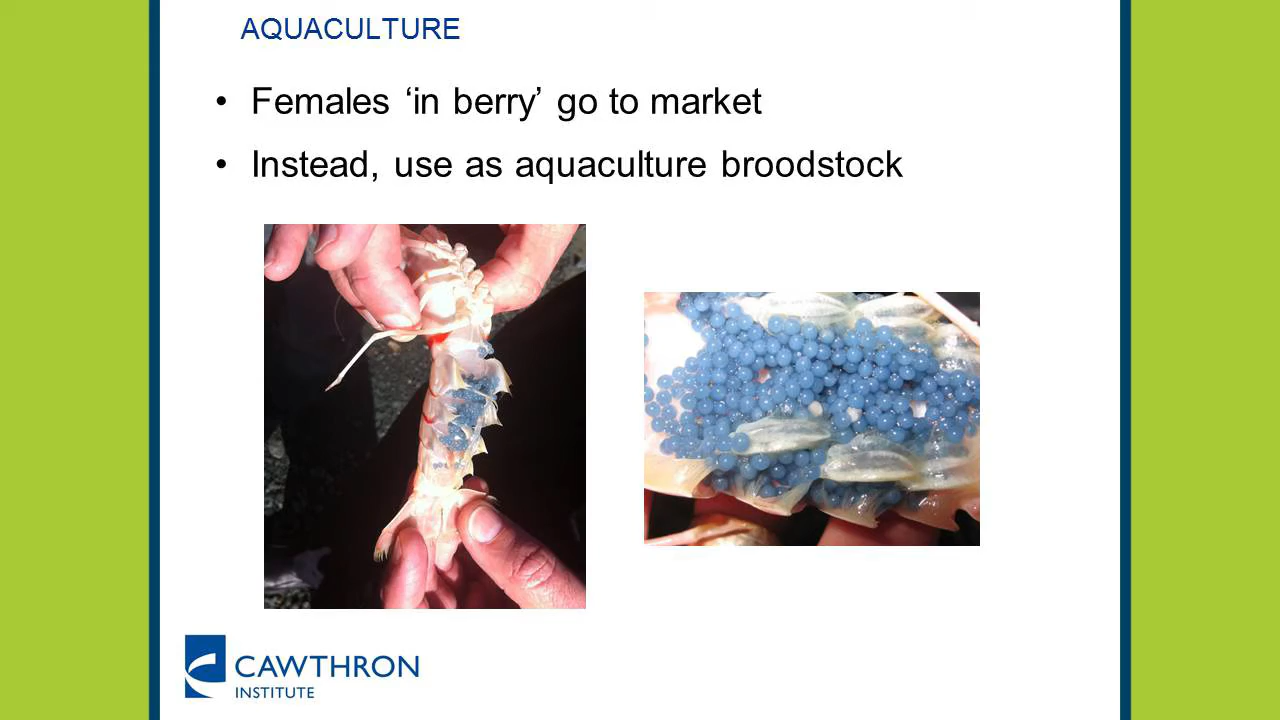 AQUACULTURE
• Females ‘in berry’ go to market
• Instead, use as aquaculture broodstock
CAWTHRON
INSTITUTE